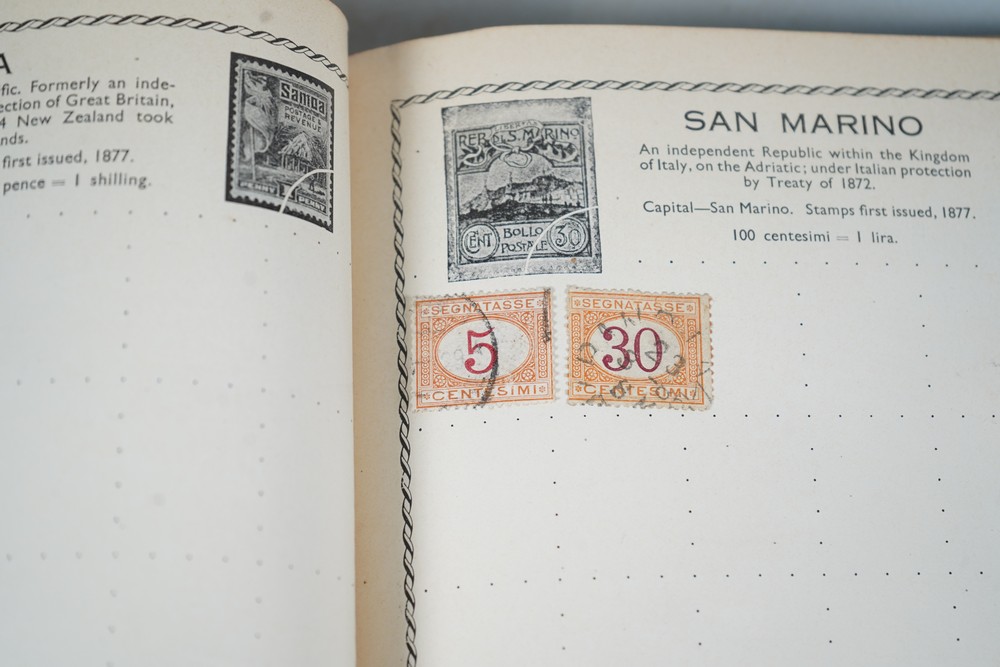 A
fic. Formerly an inde-
ection of Great Britain,
4 New Zealand took
nds.
first issued, 1877.
pence = 1 shilling.
Samoa
POSTAGE &
REVENUE
PENNY 1 PENNY
SAN MARINO
An independent Republic within the Kingdom
of Italy, on the Adriatic; under Italian protection
by Treaty of 1872.
Capital—San Marino. Stamps first issued, 1877.
100 centesimi = 1 lira.
LIBERTAS
REP. DI S. MARINO
CENT BOLLO 30
POSTALE
SEGNATASSE
5
CENTESIMI
SEGNATASSE
30
CENTESIMI